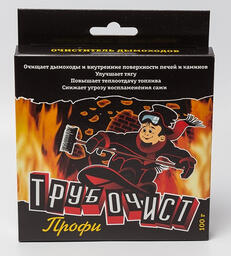 ОЧИСТИТЕЛЬ ДЫМОХОДОВ
Очищает дымоходы и внутренние поверхности печей и каминов
Улучшает тягу
Повышает теплоотдачу топлива
Снижает угрозу воспламенения сажи
ТРУБОЧИСТ
Профи
100 г